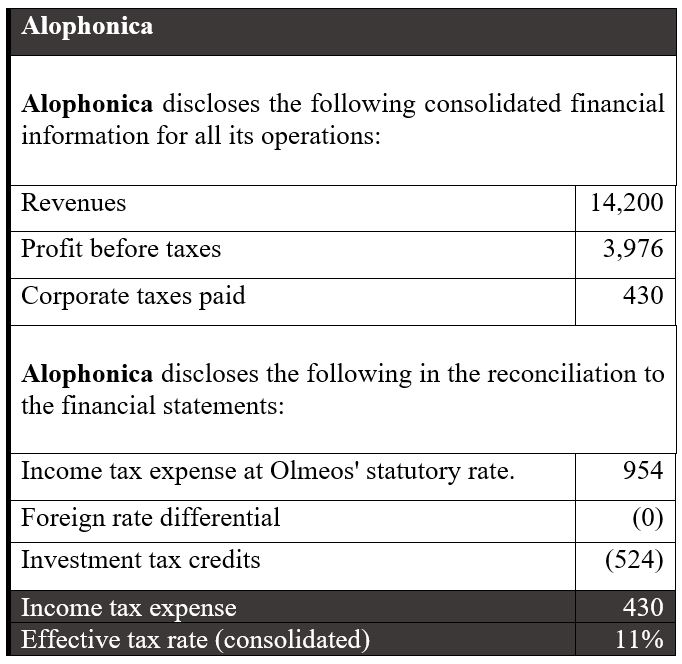 Alophonica
Alophonica discloses the following consolidated financial
information for all its operations:
Revenues 14,200
Profit before taxes 3,976
Corporate taxes paid 430
Alophonica discloses the following in the reconciliation to
the financial statements:
Income tax expense at Olmeos' statutory rate. 954
Foreign rate differential (0)
Investment tax credits (524)
Income tax expense 430
Effective tax rate (consolidated) 11%